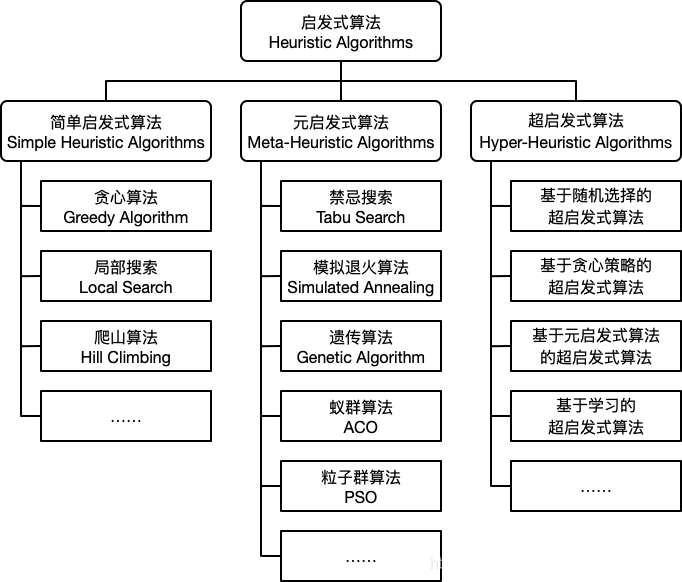 启发式算法
Heuristic Algorithms
简单启发式算法
Simple Heuristic Algorithms
贪心算法
Greedy Algorithm
局部搜索
Local Search
爬山算法
Hill Climbing
……
元启发式算法
Meta-Heuristic Algorithms
禁忌搜索
Tabu Search
模拟退火算法
Simulated Annealing
遗传算法
Genetic Algorithm
蚁群算法
ACO
粒子群算法
PSO
……
超启发式算法
Hyper-Heuristic Algorithms
基于随机选择的
超启发式算法
基于贪心策略的
超启发式算法
基于元启发式算法
的超启发式算法
基于学习的
超启发式算法
……